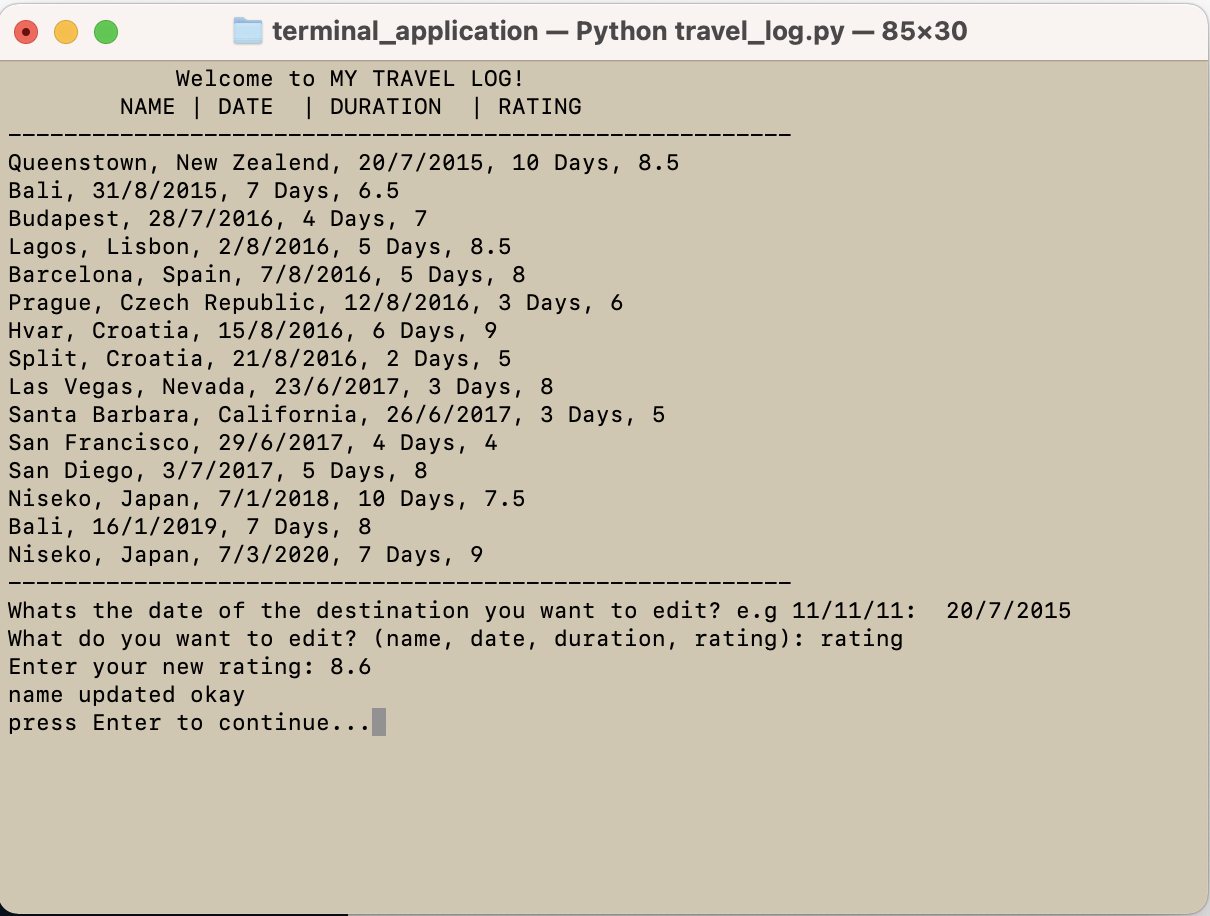 terminal_application — Python travel_log.py — 85×30
Welcome to MY TRAVEL LOG!
NAME | DATE  | DURATION  | RATING
--------------------------------------------------------
Queenstown, New Zealend, 20/7/2015, 10 Days, 8.5
Bali, 31/8/2015, 7 Days, 6.5
Budapest, 28/7/2016, 4 Days, 7
Lagos, Lisbon, 2/8/2016, 5 Days, 8.5
Barcelona, Spain, 7/8/2016, 5 Days, 8
Prague, Czech Republic, 12/8/2016, 3 Days, 6
Hvar, Croatia, 15/8/2016, 6 Days, 9
Split, Croatia, 21/8/2016, 2 Days, 5
Las Vegas, Nevada, 23/6/2017, 3 Days, 8
Santa Barbara, California, 26/6/2017, 3 Days, 5
San Francisco, 29/6/2017, 4 Days, 4
San Diego, 3/7/2017, 5 Days, 8
Niseko, Japan, 7/1/2018, 10 Days, 7.5
Bali, 16/1/2019, 7 Days, 8
Niseko, Japan, 7/3/2020, 7 Days, 9
--------------------------------------------------------
Whats the date of the destination you want to edit? e.g 11/11/11:  20/7/2015
What do you want to edit? (name, date, duration, rating): rating
Enter your new rating: 8.6
name updated okay
press Enter to continue...